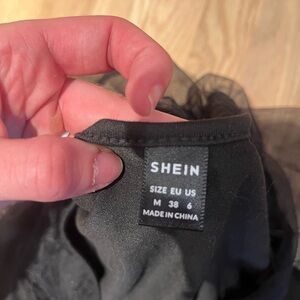 SHEIN
SIZE EU US
M 38 6
MADE IN CHINA